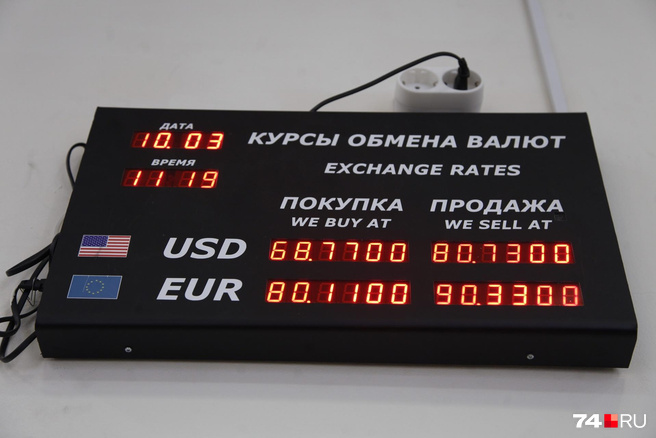 ДАТА
10.03
КУРСЫ ОБМЕНА ВАЛЮТ
ВРЕМЯ
EXCHANGE RATES
11 19
ПОКУПКА ПРОДАЖА
WE BUY AT WE SELL AT
USD 68.7700 80.7300
EUR 80.1100 90.3300
74.RU